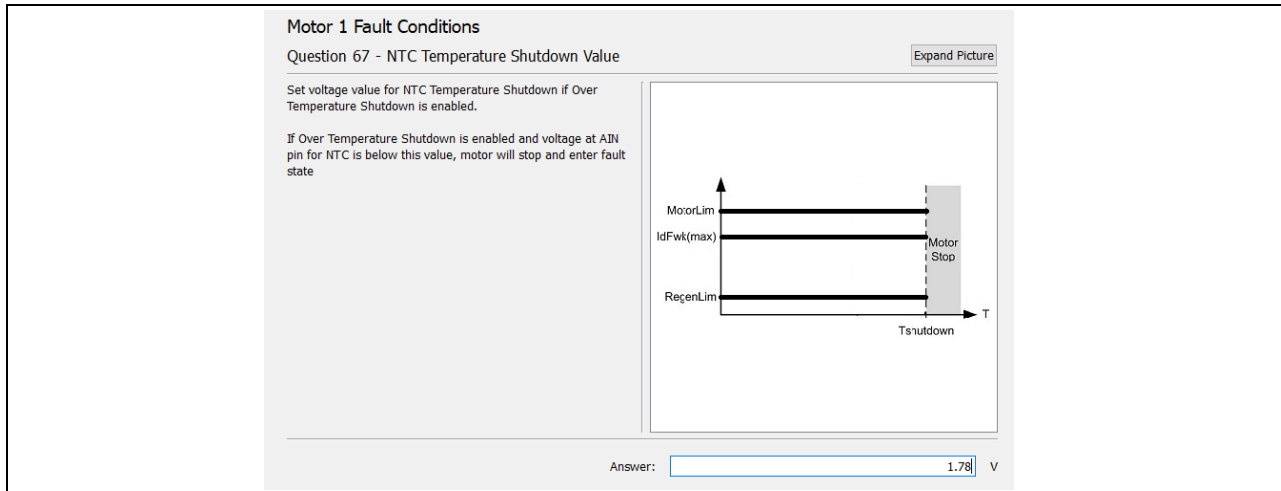 Motor 1 Fault Conditions
Question 67 - NTC Temperature Shutdown Value
Expand Picture
Set voltage value for NTC Temperature Shutdown if Over
Temperature Shutdown is enabled.
If Over Temperature Shutdown is enabled and voltage at AIN
pin for NTC is below this value, motor will stop and enter fault
state
MotorLim
IdFwk(max)
Motor
Stop
RegenLim
T
Tshutdown
Answer:
1.78
V